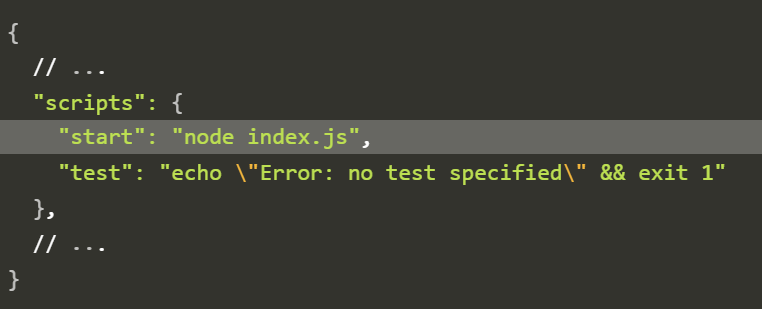 {
  // ...
  "scripts": {
    "start": "node index.js",
    "test": "echo \"Error: no test specified\" && exit 1"
  },
  // ...
}